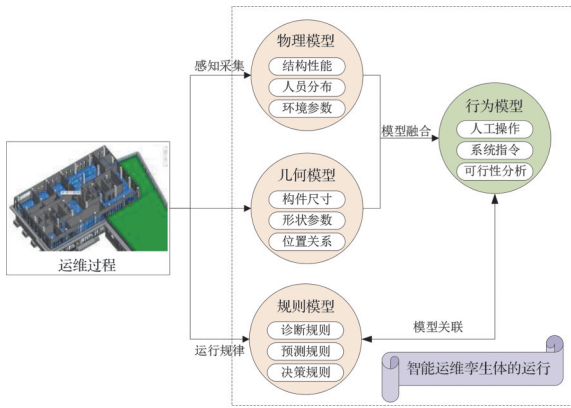 物理模型
结构性能
人员分布
环境参数
感知采集
行为模型
人工操作
系统指令
可行性分析
模型融合
几何模型
构件尺寸
形状参数
位置关系
运维过程
规则模型
诊断规则
预测规则
决策规则
运行规律
模型关联
智能运维孪生体的运行